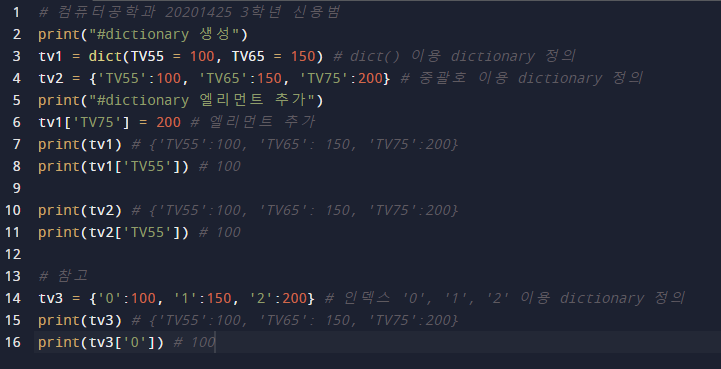 1 # 컴퓨터공학과 20201425 3학년 신용범
2 print("#dictionary 생성")
3 tv1 = dict(TV55 = 100, TV65 = 150) # dict() 이용 dictionary 정의
4 tv2 = {'TV55':100, 'TV65':150, 'TV75':200} # 중괄호 이용 dictionary 정의
5 print("#dictionary 엘리먼트 추가")
6 tv1['TV75'] = 200 # 엘리먼트 추가
7 print(tv1) # {'TV55':100, 'TV65': 150, 'TV75':200}
8 print(tv1['TV55']) # 100
9
10 print(tv2) # {'TV55':100, 'TV65': 150, 'TV75':200}
11 print(tv2['TV55']) # 100
12
13 # 참고
14 tv3 = {'0':100, '1':150, '2':200} # 인덱스 '0', '1', '2' 이용 dictionary 정의
15 print(tv3) # {'TV55':100, 'TV65': 150, 'TV75':200}
16 print(tv3['0']) # 100